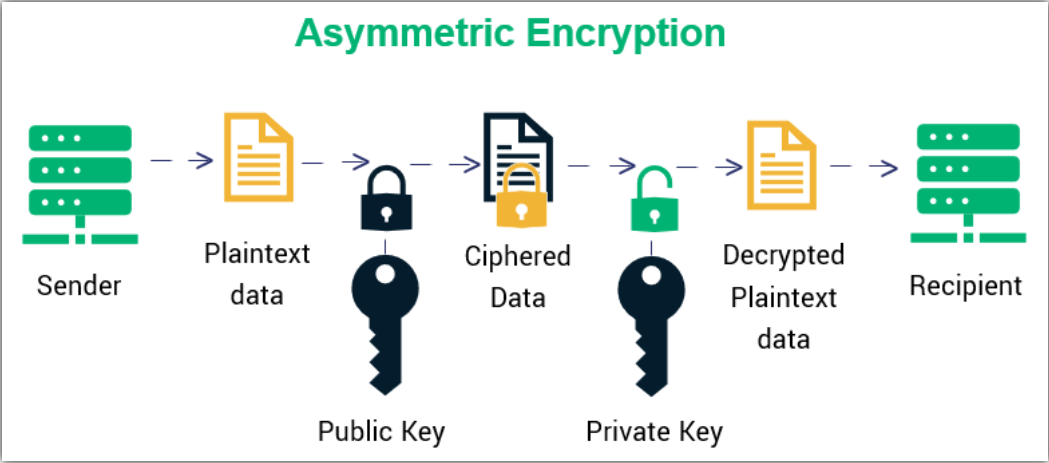 Asymmetric Encryption
Sender
Plaintext
data
Public Key
Ciphered
Data
Private Key
Decrypted
Plaintext
data
Recipient